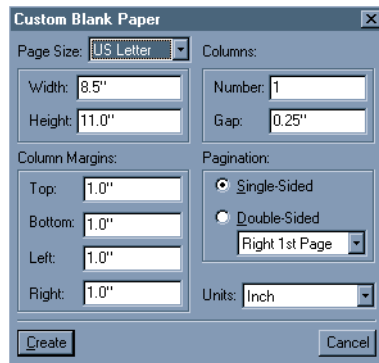 Custom Blank Paper
Page Size: US Letter
Width: 8.5"
Height: 11.0"
Columns:
Number: 1
Gap: 0.25"
Column Margins:
Top: 1.0"
Bottom: 1.0"
Left: 1.0"
Right: 1.0"
Pagination:
Single-Sided
Double-Sided
Right 1st Page
Units: Inch
Create
Cancel